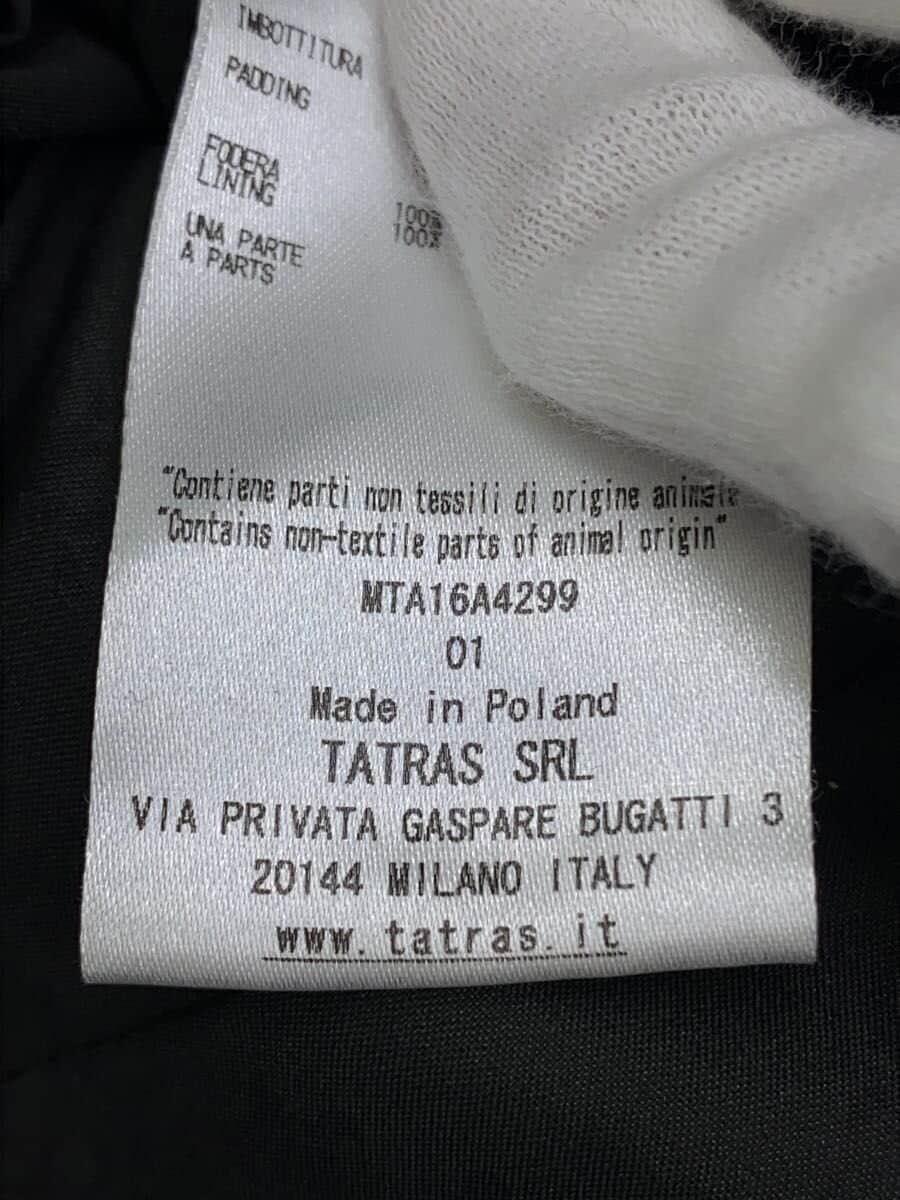 IMBOTTITURA
PADDING
FODERA
LINING
100%
100%
UNA PARTE
A PARTS
"Contiene parti non tessili di origine animale
"Contains non-textile parts of animal origin"
MTA16A4299
01
Made in Poland
TATRAS SRL
VIA PRIVATA GASPARE BUGATTI 3
20144 MILANO ITALY
www.tatras.it